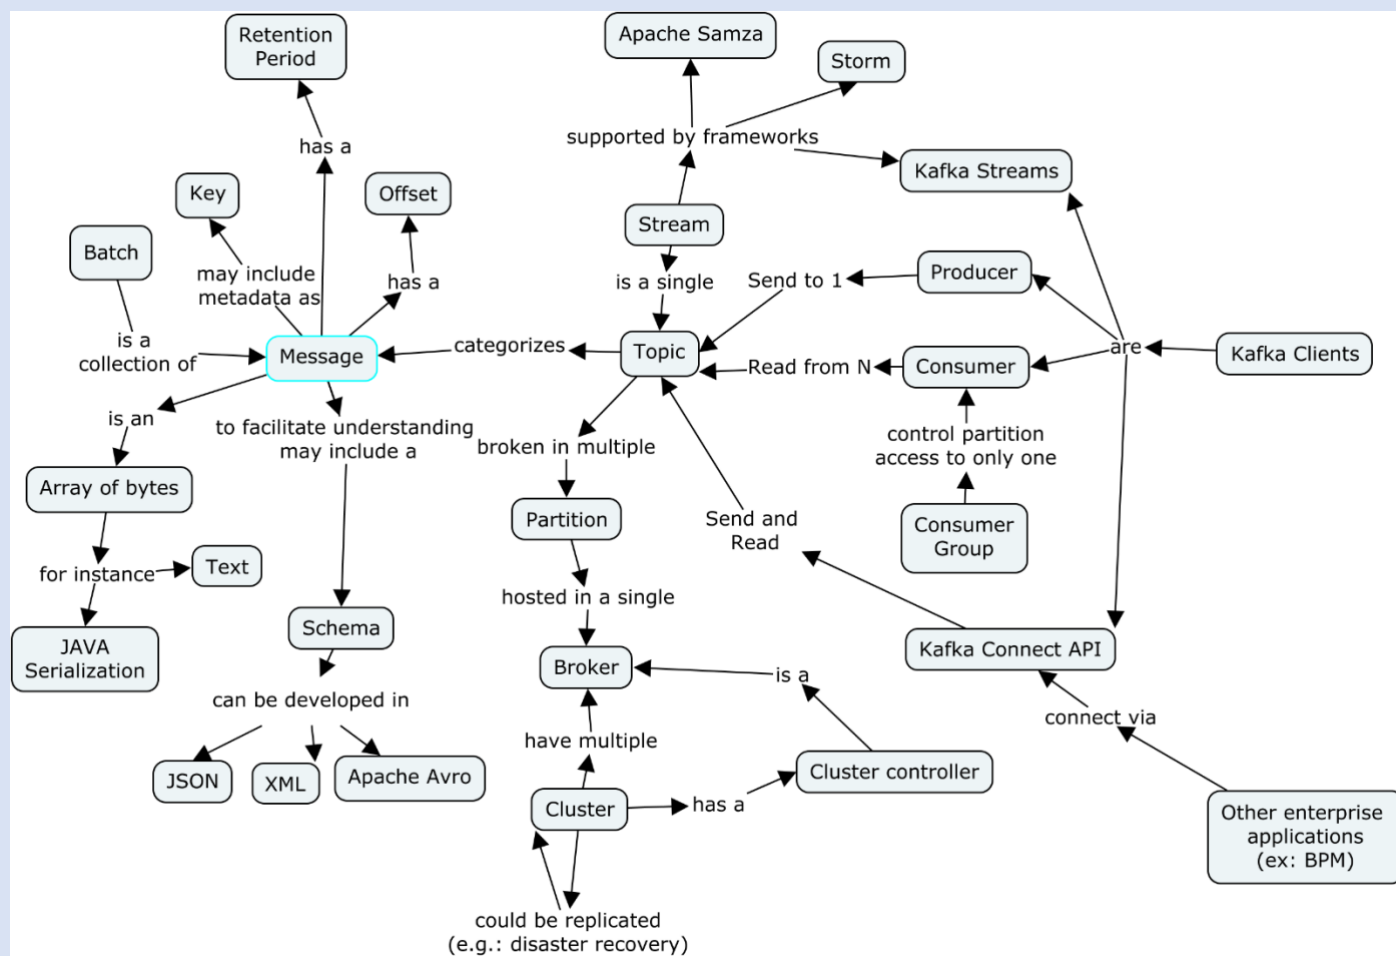 Retention
Period
Apache Samza
Storm
has a
supported by frameworks
Kafka Streams
Key
Offset
Stream
Batch
may include
metadata as
has a
is a single
Send to 1
Producer
is a
collection of
Message
categorizes
Topic
Read from N
Consumer
are
Kafka Clients
is an
to facilitate understanding
may include a
broken in multiple
control partition
access to only one
Array of bytes
Partition
Send and
Read
Consumer
Group
for instance
Text
hosted in a single
JAVA
Serialization
Schema
Broker
is a
Kafka Connect API
can be developed in
have multiple
connect via
JSON
XML
Apache Avro
Cluster
has a
Cluster controller
Other enterprise
applications
(ex: BPM)
could be replicated
(e.g.: disaster recovery)